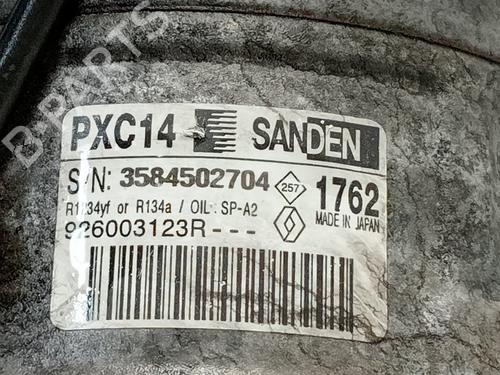 PXC14 SANDEN
S/N: 3584502704 257 1762
R1234yf or R134a / OIL: SP-A2 MADE IN JAPAN
926003123R---
B-PARTS